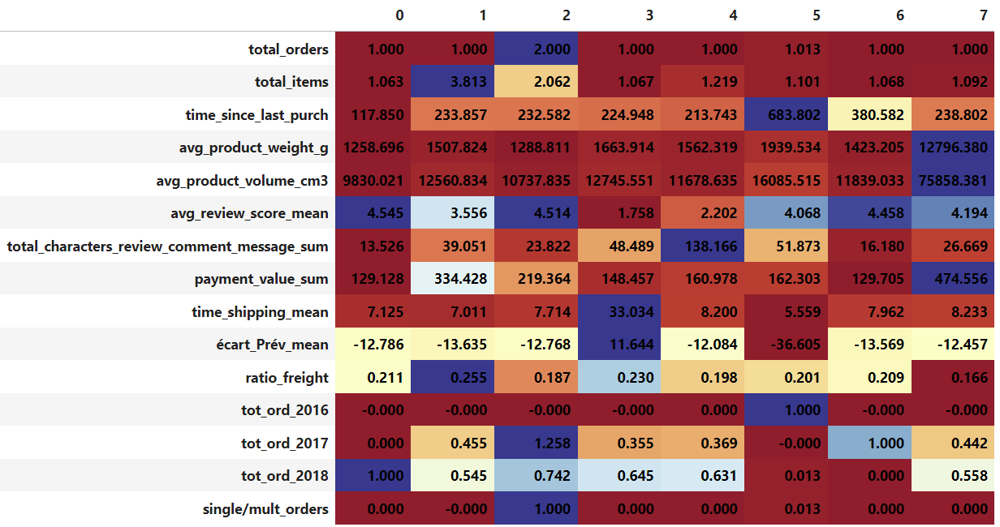 0 1 2 3 4 5 6 7
total_orders 1.000 1.000 2.000 1.000 1.000 1.013 1.000 1.000
total_items 1.063 3.813 2.062 1.067 1.219 1.101 1.068 1.092
time_since_last_purch 117.850 233.857 232.582 224.948 213.743 683.802 380.582 238.802
avg_product_weight_g 1258.696 1507.824 1288.811 1663.914 1562.319 1939.534 1423.205 12796.380
avg_product_volume_cm3 9830.021 12560.834 10737.835 12745.551 11678.635 16085.515 11839.033 75858.381
avg_review_score_mean 4.545 3.556 4.514 1.758 2.202 4.068 4.458 4.194
total_characters_review_comment_message_sum 13.526 39.051 23.822 48.489 138.166 51.873 16.180 26.669
payment_value_sum 129.128 334.428 219.364 148.457 160.978 162.303 129.705 474.556
time_shipping_mean 7.125 7.011 7.714 33.034 8.200 5.559 7.962 8.233
écart_Prév_mean -12.786 -13.635 -12.768 11.644 -12.084 -36.605 -13.569 -12.457
ratio_freight 0.211 0.255 0.187 0.230 0.198 0.201 0.209 0.166
tot_ord_2016 -0.000 -0.000 -0.000 -0.000 0.000 1.000 -0.000 -0.000
tot_ord_2017 0.000 0.455 1.258 0.355 0.369 -0.000 1.000 0.442
tot_ord_2018 1.000 0.545 0.742 0.645 0.631 0.013 0.000 0.558
single/mult_orders 0.000 -0.000 1.000 0.000 0.000 0.013 0.000 0.000